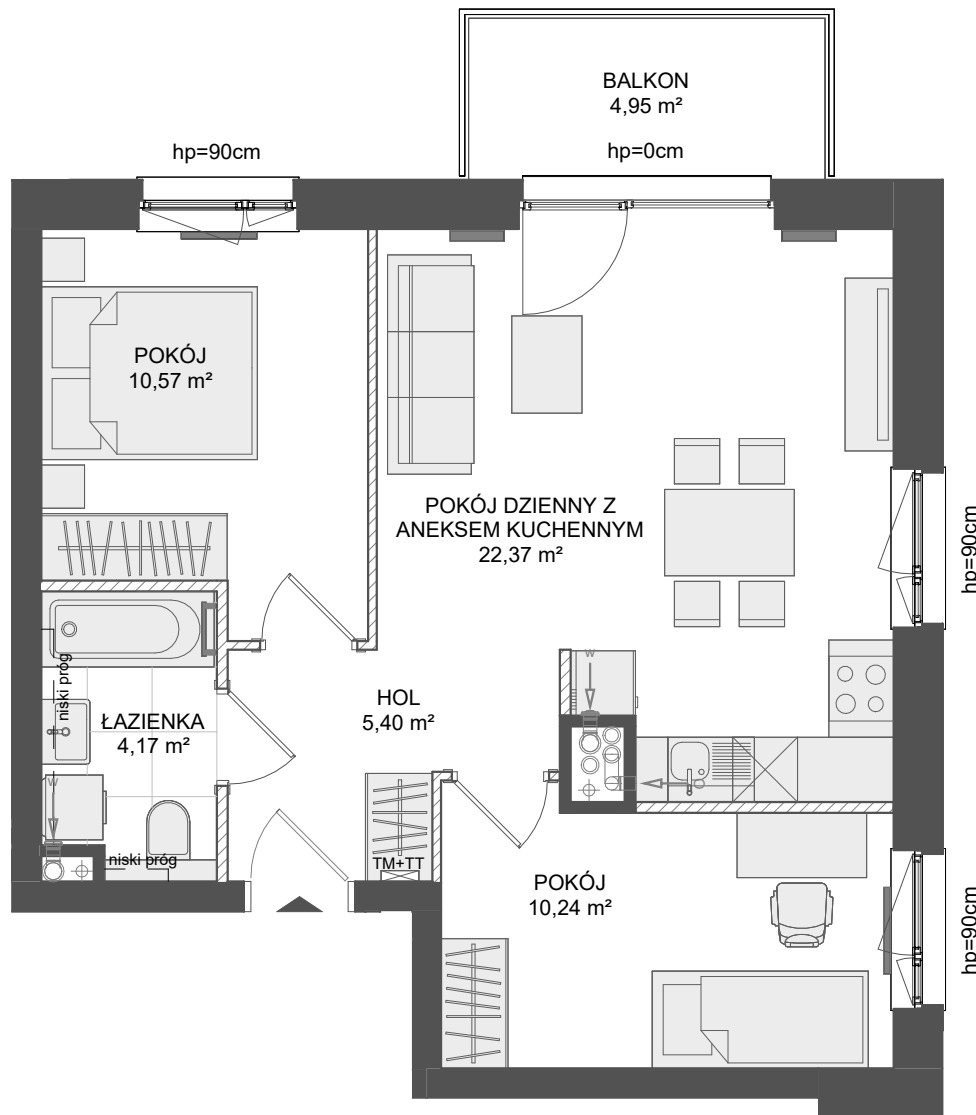 BALKON
4,95 m²
hp=90cm
hp=0cm
POKÓJ
10,57 m²
POKÓJ DZIENNY Z
ANEKSEM KUCHENNYM
22,37 m²
hp=90cm
W
niski próg
HOL
5,40 m²
ŁAZIENKA
4,17 m²
W
niski próg
TM+TT
POKÓJ
10,24 m²
hp=90cm